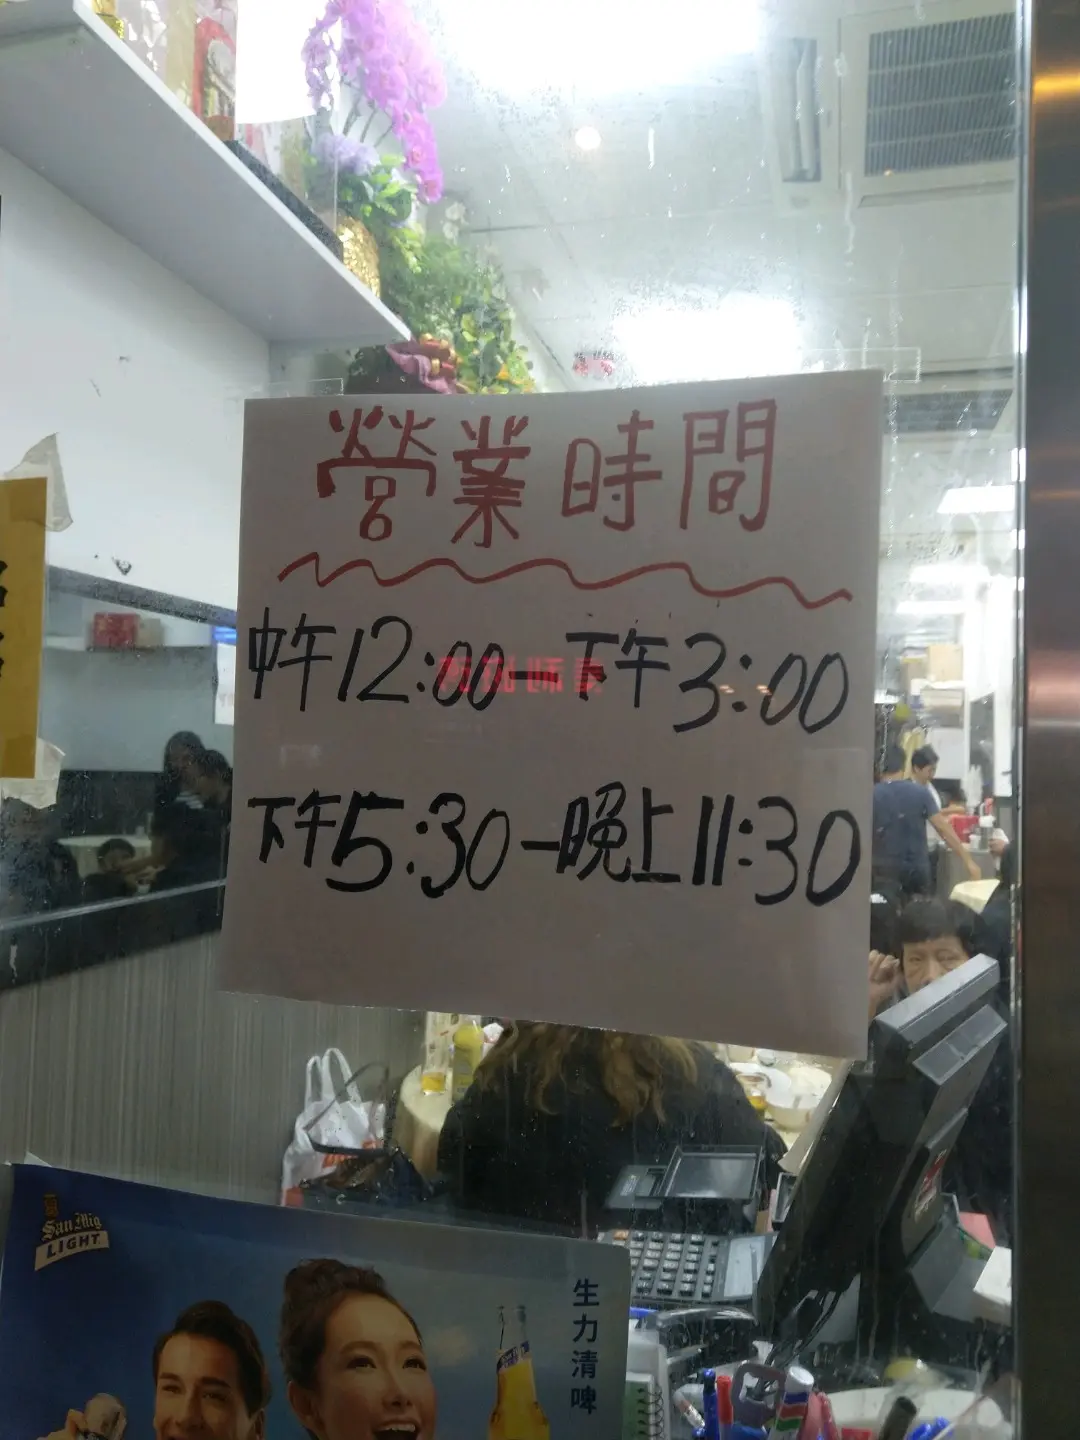 營業時間
中午12:00-下午3:00
下午5:30-晚上11:30
San Mig
LIGHT
生力清啤